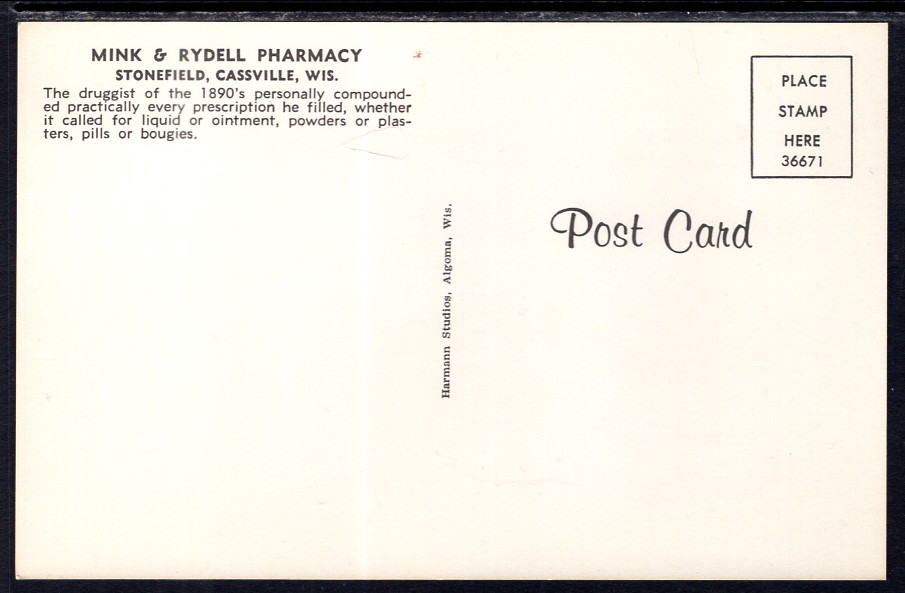 MINK & RYDELL PHARMACY
STONEFIELD, CASSVILLE, WIS.
The druggist of the 1890's personally compound-
ed practically every prescription he filled, whether
it called for liquid or ointment, powders or plas-
ters, pills or bougies.
Harmann Studios, Algoma, Wis.
PLACE
STAMP
HERE
36671
Post Card